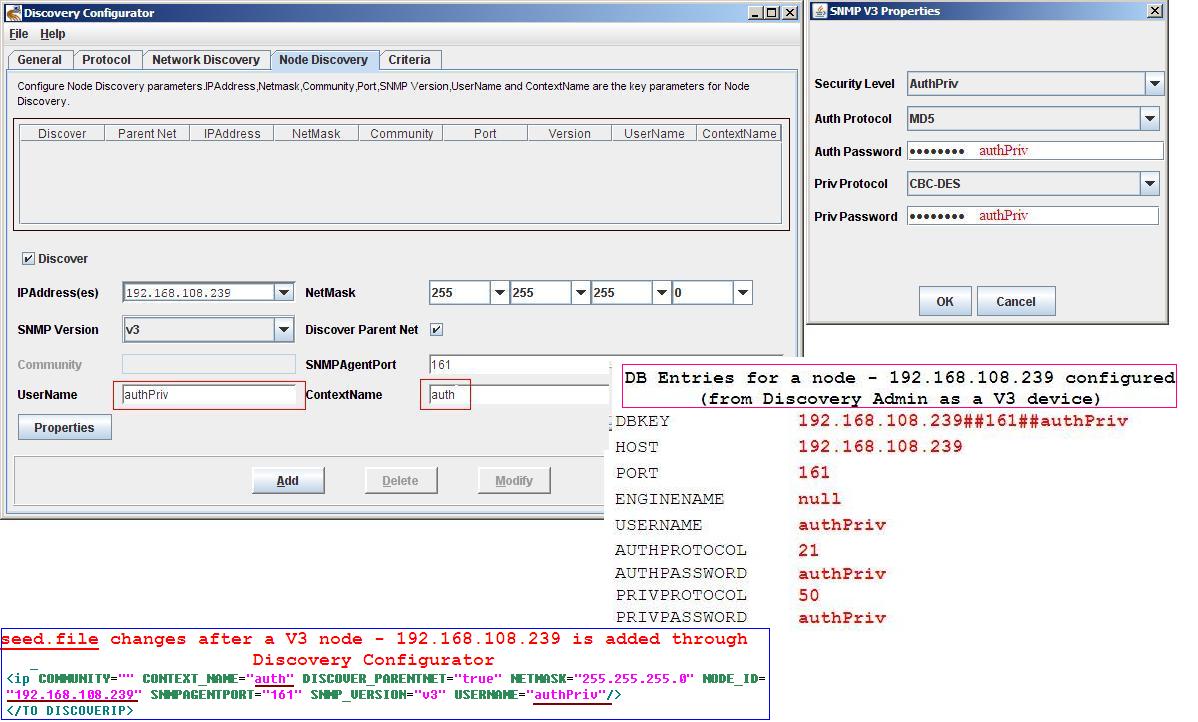 Discovery Configurator
File Help
General Protocol Network Discovery Node Discovery Criteria
Configure Node Discovery parameters.IPAddress,Netmask,Community,Port,SNMP Version,UserName and ContextName are the key parameters for Node
Discovery.
Discover Parent Net IPAddress NetMask Community Port Version UserName ContextName
Discover
IPAddress(es) 192.168.108.239 NetMask 255 255 255 0
SNMP Version v3 Discover Parent Net
Community SNMPAgentPort 161
UserName authPriv ContextName auth
Properties
Add Delete Modify
SNMP V3 Properties
Security Level AuthPriv
Auth Protocol MD5
Auth Password •••••••• authPriv
Priv Protocol CBC-DES
Priv Password •••••••• authPriv
OK Cancel
DB Entries for a node - 192.168.108.239 configured
(from Discovery Admin as a V3 device)
DBKEY 192.168.108.239##161##authPriv
HOST 192.168.108.239
PORT 161
ENGINENAME null
USERNAME authPriv
AUTHPROTOCOL 21
AUTHPASSWORD authPriv
PRIVPROTOCOL 50
PRIVPASSWORD authPriv
seed.file changes after a V3 node - 192.168.108.239 is added through
Discovery Configurator
<ip COMMUNITY="" CONTEXT_NAME="auth" DISCOVER_PARENTNET="true" NETMASK="255.255.255.0" NODE_ID=
"192.168.108.239" SNMPAGENTPORT="161" SNMP_VERSION="v3" USERNAME="authPriv"/>
</TO DISCOVERIP>